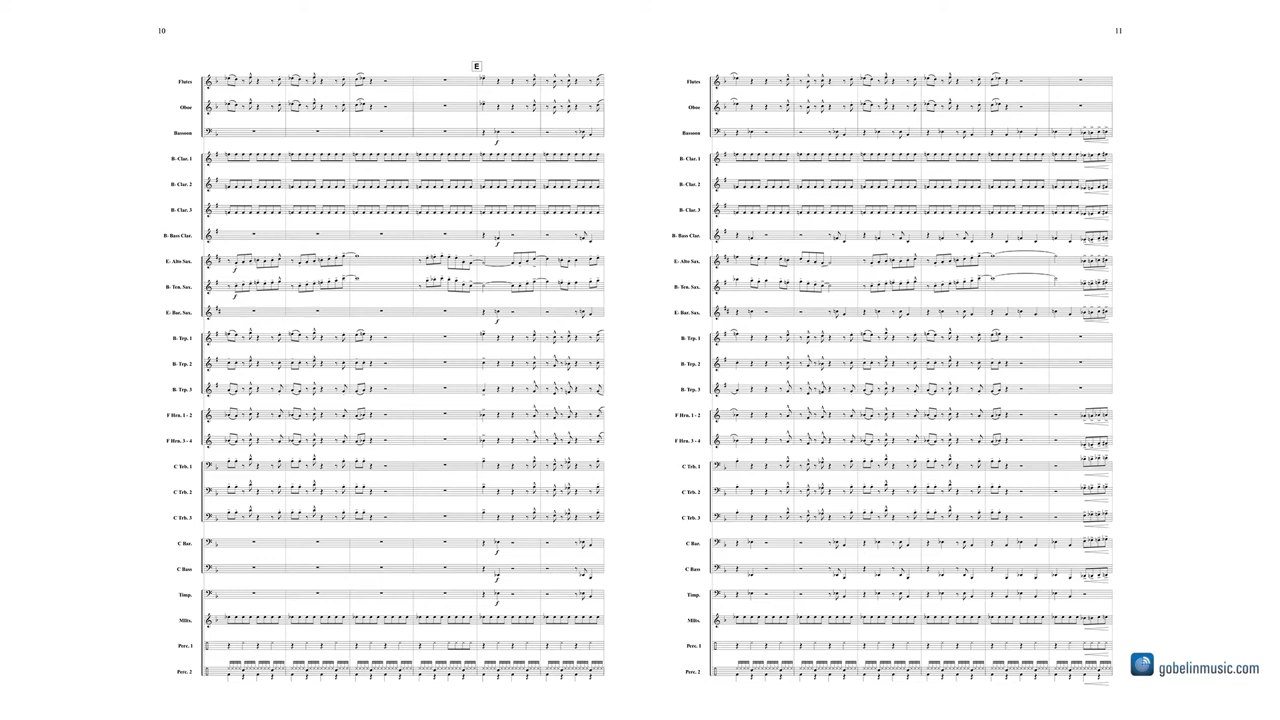 10
E
Flutes
Oboe
Bassoon
f
B♭ Clar. 1
B♭ Clar. 2
B♭ Clar. 3
B♭ Bass Clar.
f
E♭ Alto Sax.
f
B♭ Ten. Sax.
f
E♭ Bar. Sax.
f
B♭ Trp. 1
B♭ Trp. 2
B♭ Trp. 3
F Hrn. 1 - 2
F Hrn. 3 - 4
C Trb. 1
C Trb. 2
C Trb. 3
C Bar.
f
C Bass
f
Timp.
f
Mlts.
Perc. 1
Perc. 2
11
Flutes
Oboe
Bassoon
B♭ Clar. 1
B♭ Clar. 2
B♭ Clar. 3
B♭ Bass Clar.
E♭ Alto Sax.
B♭ Ten. Sax.
E♭ Bar. Sax.
B♭ Trp. 1
B♭ Trp. 2
B♭ Trp. 3
F Hrn. 1 - 2
F Hrn. 3 - 4
C Trb. 1
C Trb. 2
C Trb. 3
C Bar.
C Bass
Timp.
Mlts.
Perc. 1
Perc. 2
gobelinmusic.com